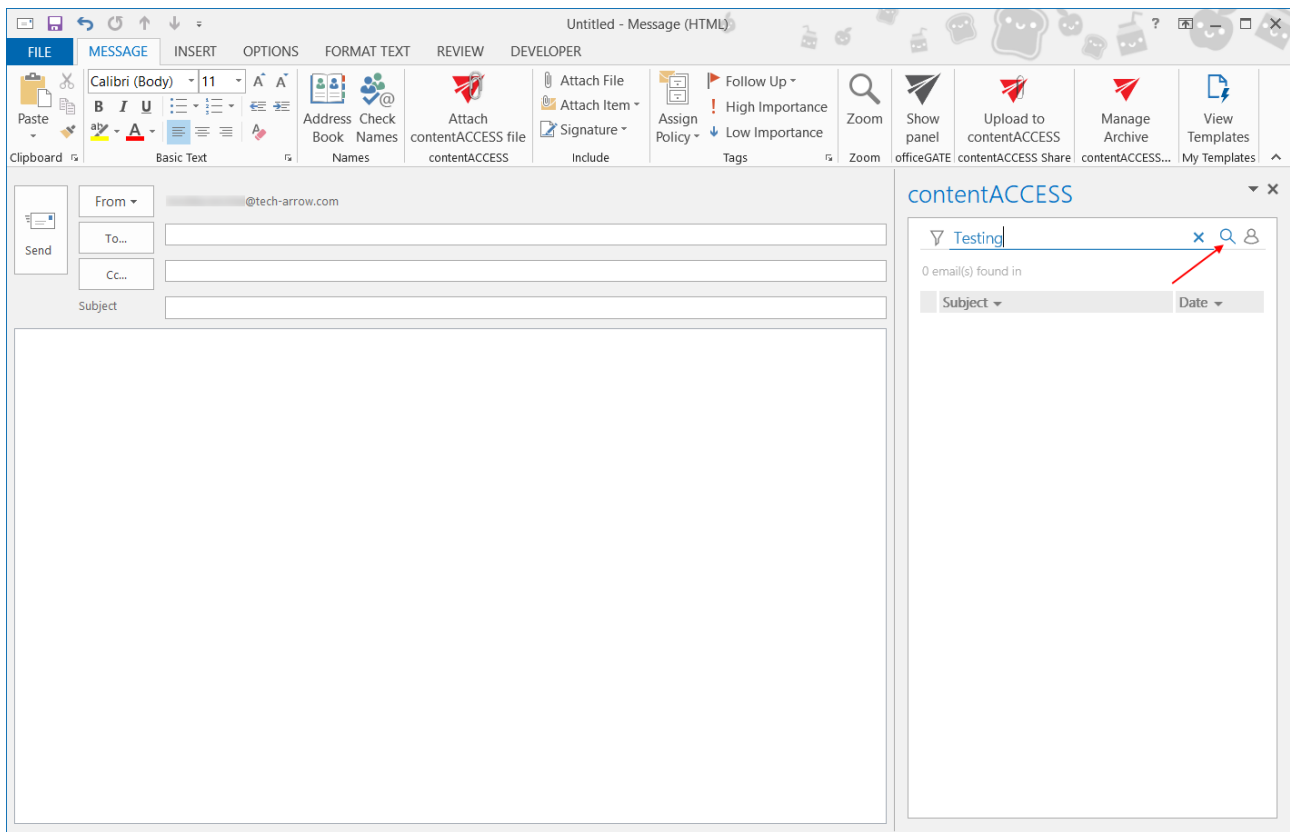 Untitled - Message (HTML)
?
FILE MESSAGE INSERT OPTIONS FORMAT TEXT REVIEW DEVELOPER
Paste
Clipboard
Calibri (Body) 11 A A
B I U
aby A
Basic Text
Address Book
Check Names
Names
Attach contentACCESS file
contentACCESS
Attach File
Attach Item
Signature
Include
Assign Policy
Follow Up
! High Importance
Low Importance
Tags
Zoom
Zoom
Show panel
officeGATE
Upload to contentACCESS
contentACCESS Share
Manage Archive
contentACCESS...
View Templates
My Templates
Send
From
@tech-arrow.com
To...
Cc...
Subject
contentACCESS
Testing
0 email(s) found in
Subject Date